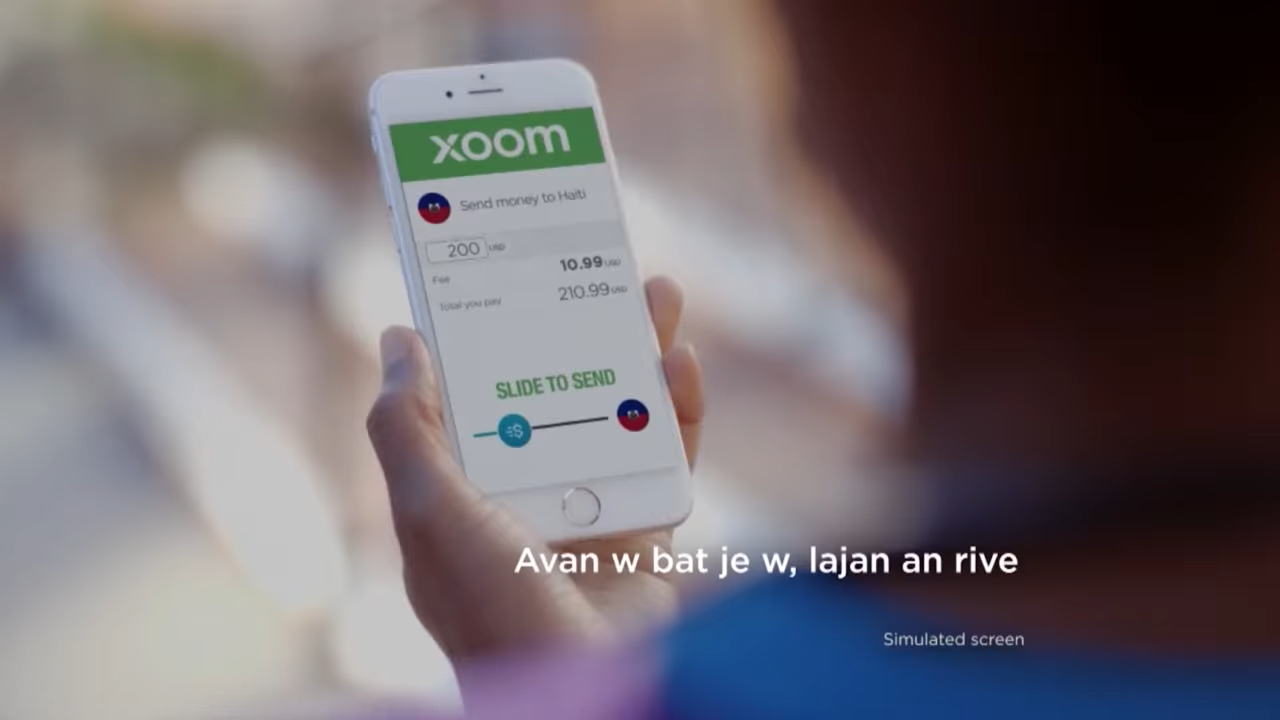 xoom
Send money to Haiti
200 USD
Fee 10.99 USD
Total you pay 210.99 USD
SLIDE TO SEND
$
Avan w bat je w, lajan an rive
Simulated screen